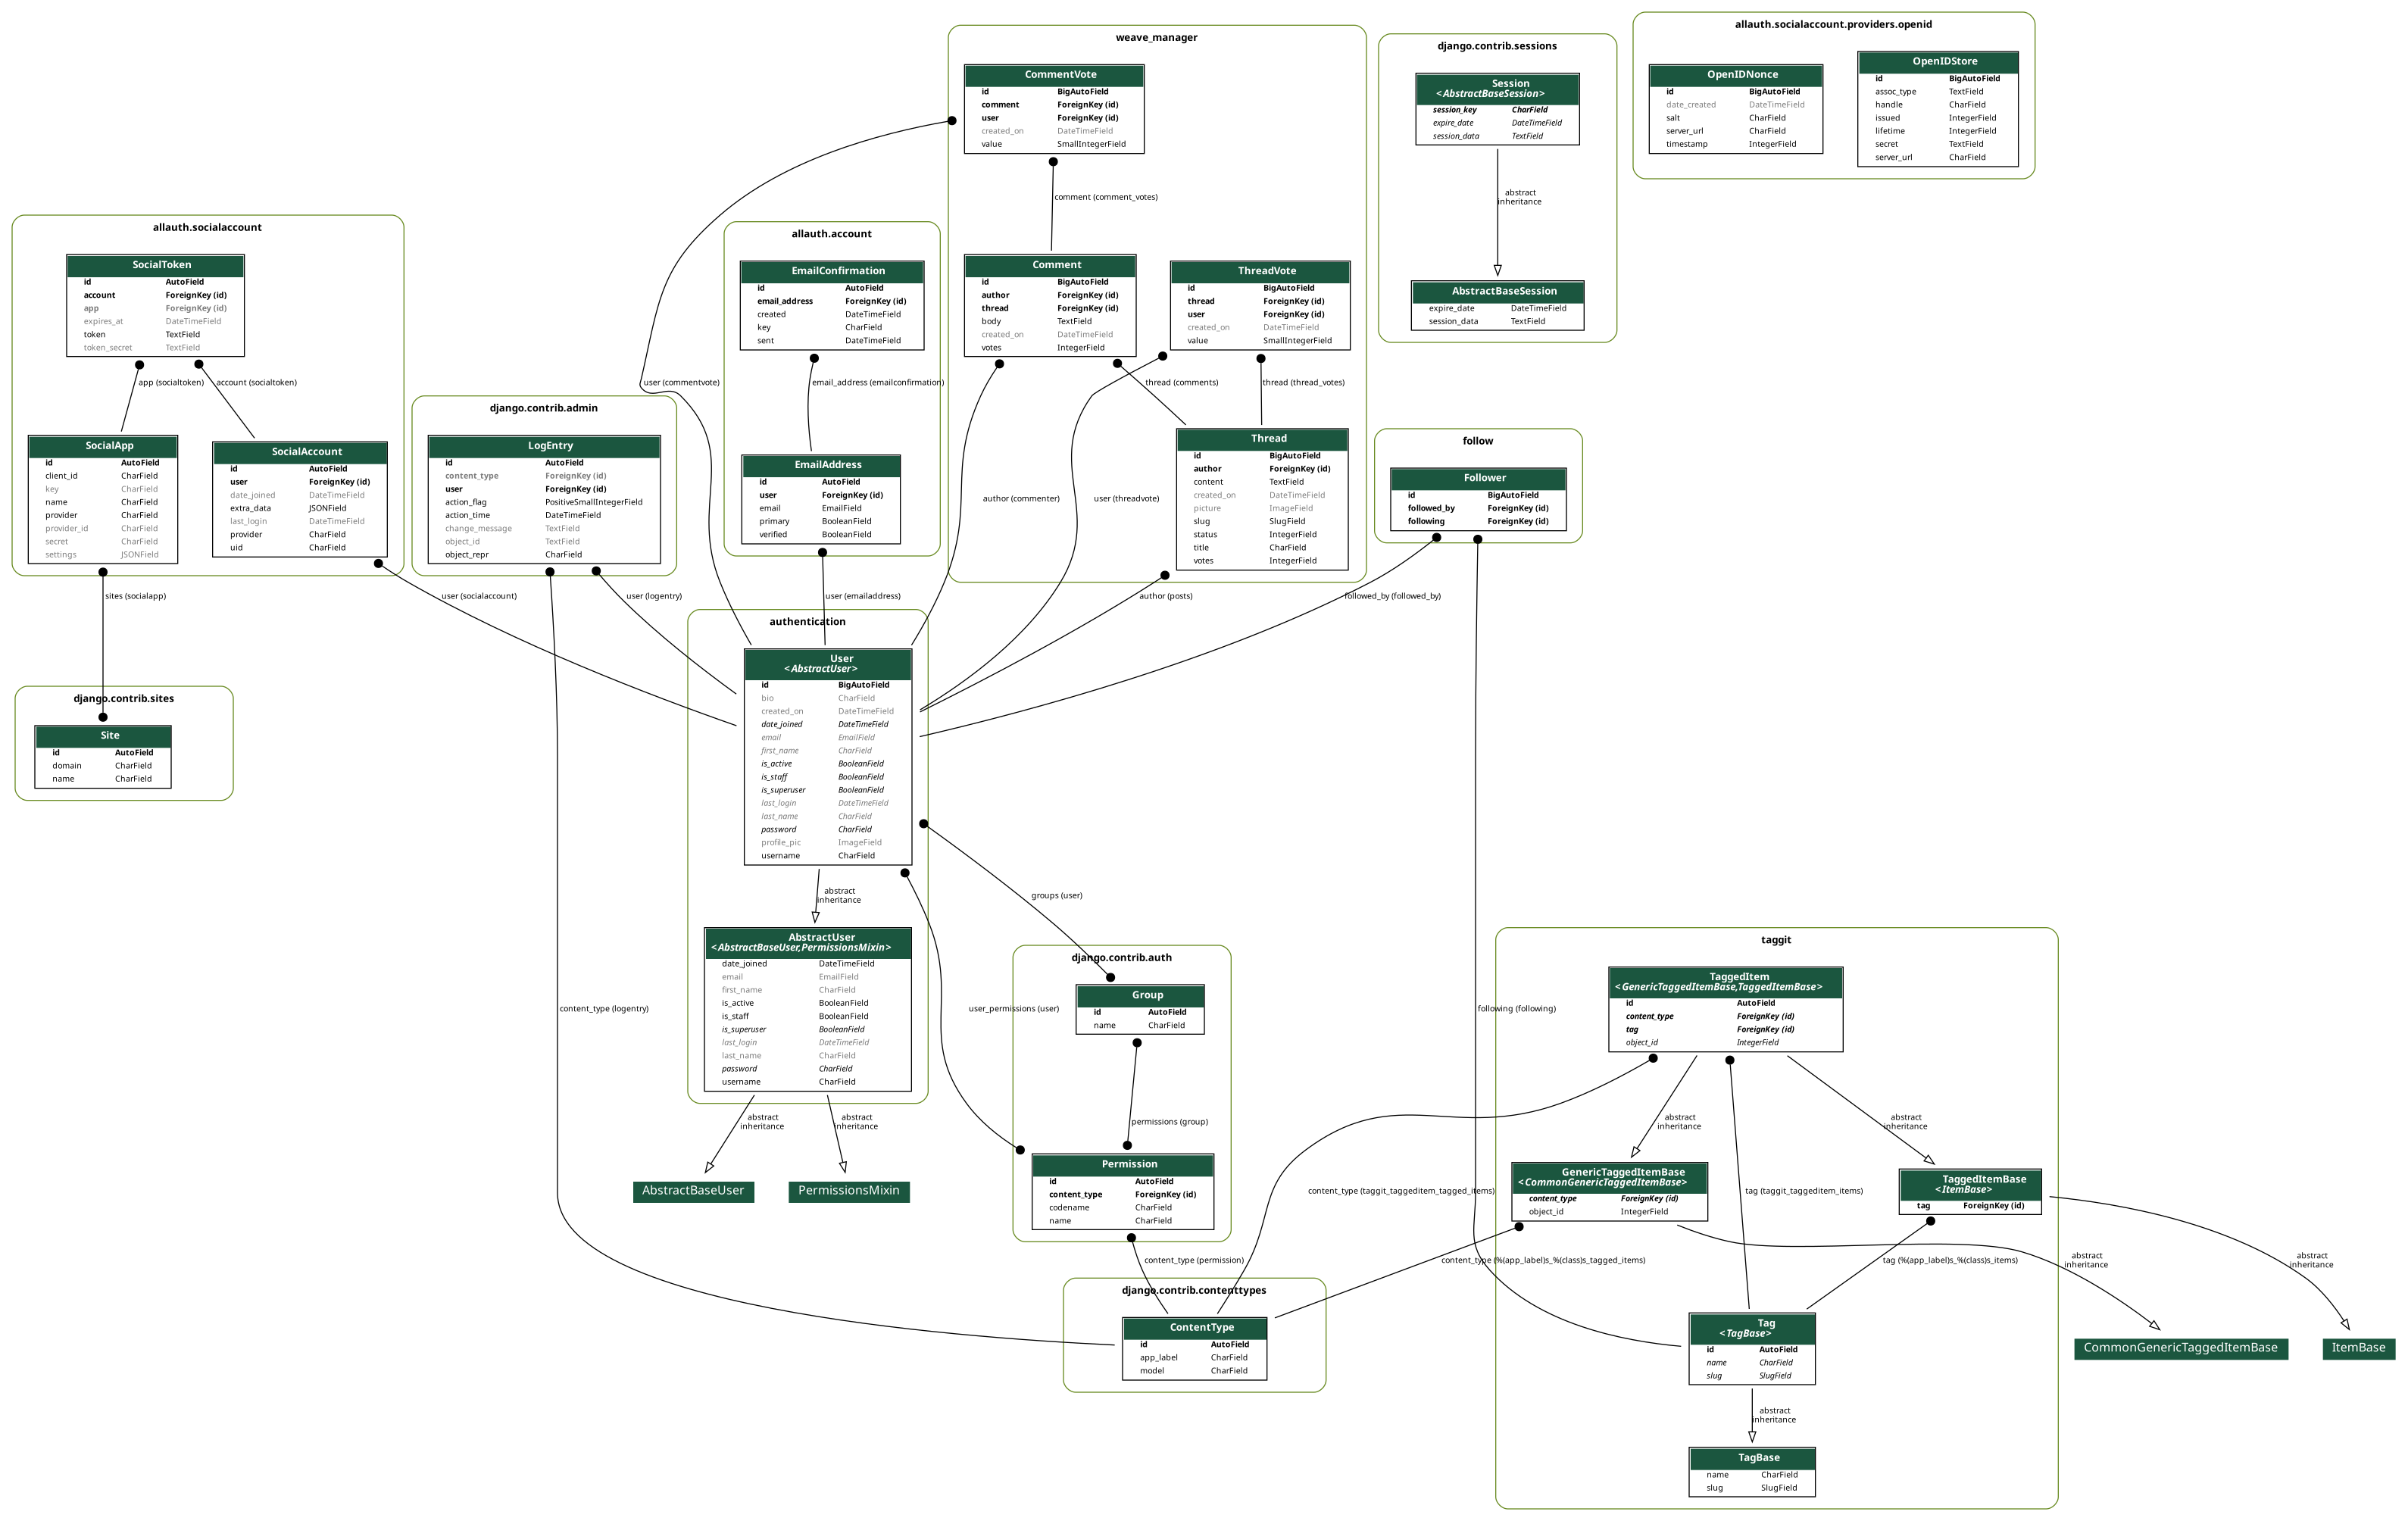 allauth.socialaccount.providers.openid
OpenIDNonce
id BigAutoField
date_created DateTimeField
salt CharField
server_url CharField
timestamp IntegerField
OpenIDStore
id BigAutoField
assoc_type TextField
handle CharField
issued IntegerField
lifetime IntegerField
secret TextField
server_url CharField
weave_manager
CommentVote
id BigAutoField
comment ForeignKey (id)
user ForeignKey (id)
created_on DateTimeField
value SmallIntegerField
comment (comment_votes)
Comment
id BigAutoField
author ForeignKey (id)
thread ForeignKey (id)
body TextField
created_on DateTimeField
votes IntegerField
ThreadVote
id BigAutoField
thread ForeignKey (id)
user ForeignKey (id)
created_on DateTimeField
value SmallIntegerField
thread (comments)
thread (thread_votes)
Thread
id BigAutoField
author ForeignKey (id)
content TextField
created_on DateTimeField
picture ImageField
slug SlugField
status IntegerField
title CharField
votes IntegerField
author (commenter)
user (threadvote)
author (posts)
django.contrib.sessions
Session
<AbstractBaseSession>
session_key CharField
expire_date DateTimeField
session_data TextField
abstract
inheritance
AbstractBaseSession
expire_date DateTimeField
session_data TextField
allauth.socialaccount
SocialToken
id AutoField
account ForeignKey (id)
app ForeignKey (id)
expires_at DateTimeField
token TextField
token_secret TextField
app (socialtoken)
account (socialtoken)
SocialApp
id AutoField
client_id CharField
key CharField
name CharField
provider CharField
provider_id CharField
secret CharField
settings JSONField
SocialAccount
id AutoField
user ForeignKey (id)
date_joined DateTimeField
extra_data JSONField
last_login DateTimeField
provider CharField
uid CharField
sites (socialapp)
user (socialaccount)
django.contrib.admin
LogEntry
id AutoField
content_type ForeignKey (id)
user ForeignKey (id)
action_flag PositiveSmallIntegerField
action_time DateTimeField
change_message TextField
object_id TextField
object_repr CharField
user (logentry)
content_type (logentry)
allauth.account
EmailConfirmation
id AutoField
email_address ForeignKey (id)
created DateTimeField
key CharField
sent DateTimeField
user (commentvote)
email_address (emailconfirmation)
EmailAddress
id AutoField
user ForeignKey (id)
email EmailField
primary BooleanField
verified BooleanField
user (emailaddress)
follow
Follower
id BigAutoField
followed_by ForeignKey (id)
following ForeignKey (id)
followed_by (followed_by)
following (following)
django.contrib.sites
Site
id AutoField
domain CharField
name CharField
authentication
User
<AbstractUser>
id BigAutoField
bio CharField
created_on DateTimeField
date_joined DateTimeField
email EmailField
first_name CharField
is_active BooleanField
is_staff BooleanField
is_superuser BooleanField
last_login DateTimeField
last_name CharField
password CharField
profile_pic ImageField
username CharField
abstract
inheritance
AbstractUser
<AbstractBaseUser,PermissionsMixin>
date_joined DateTimeField
email EmailField
first_name CharField
is_active BooleanField
is_staff BooleanField
is_superuser BooleanField
last_login DateTimeField
last_name CharField
password CharField
username CharField
abstract
inheritance
abstract
inheritance
AbstractBaseUser
PermissionsMixin
groups (user)
user_permissions (user)
django.contrib.auth
Group
id AutoField
name CharField
permissions (group)
Permission
id AutoField
content_type ForeignKey (id)
codename CharField
name CharField
content_type (permission)
django.contrib.contenttypes
ContentType
id AutoField
app_label CharField
model CharField
taggit
TaggedItem
<GenericTaggedItemBase,TaggedItemBase>
id AutoField
content_type ForeignKey (id)
tag ForeignKey (id)
object_id IntegerField
abstract
inheritance
abstract
inheritance
content_type (taggit_taggeditem_tagged_items)
tag (taggit_taggeditem_items)
GenericTaggedItemBase
<CommonGenericTaggedItemBase>
content_type ForeignKey (id)
object_id IntegerField
TaggedItemBase
<ItemBase>
tag ForeignKey (id)
content_type (%(app_label)s_%(class)s_tagged_items)
tag (%(app_label)s_%(class)s_items)
abstract
inheritance
abstract
inheritance
Tag
<TagBase>
id AutoField
name CharField
slug SlugField
CommonGenericTaggedItemBase
ItemBase
abstract
inheritance
TagBase
name CharField
slug SlugField